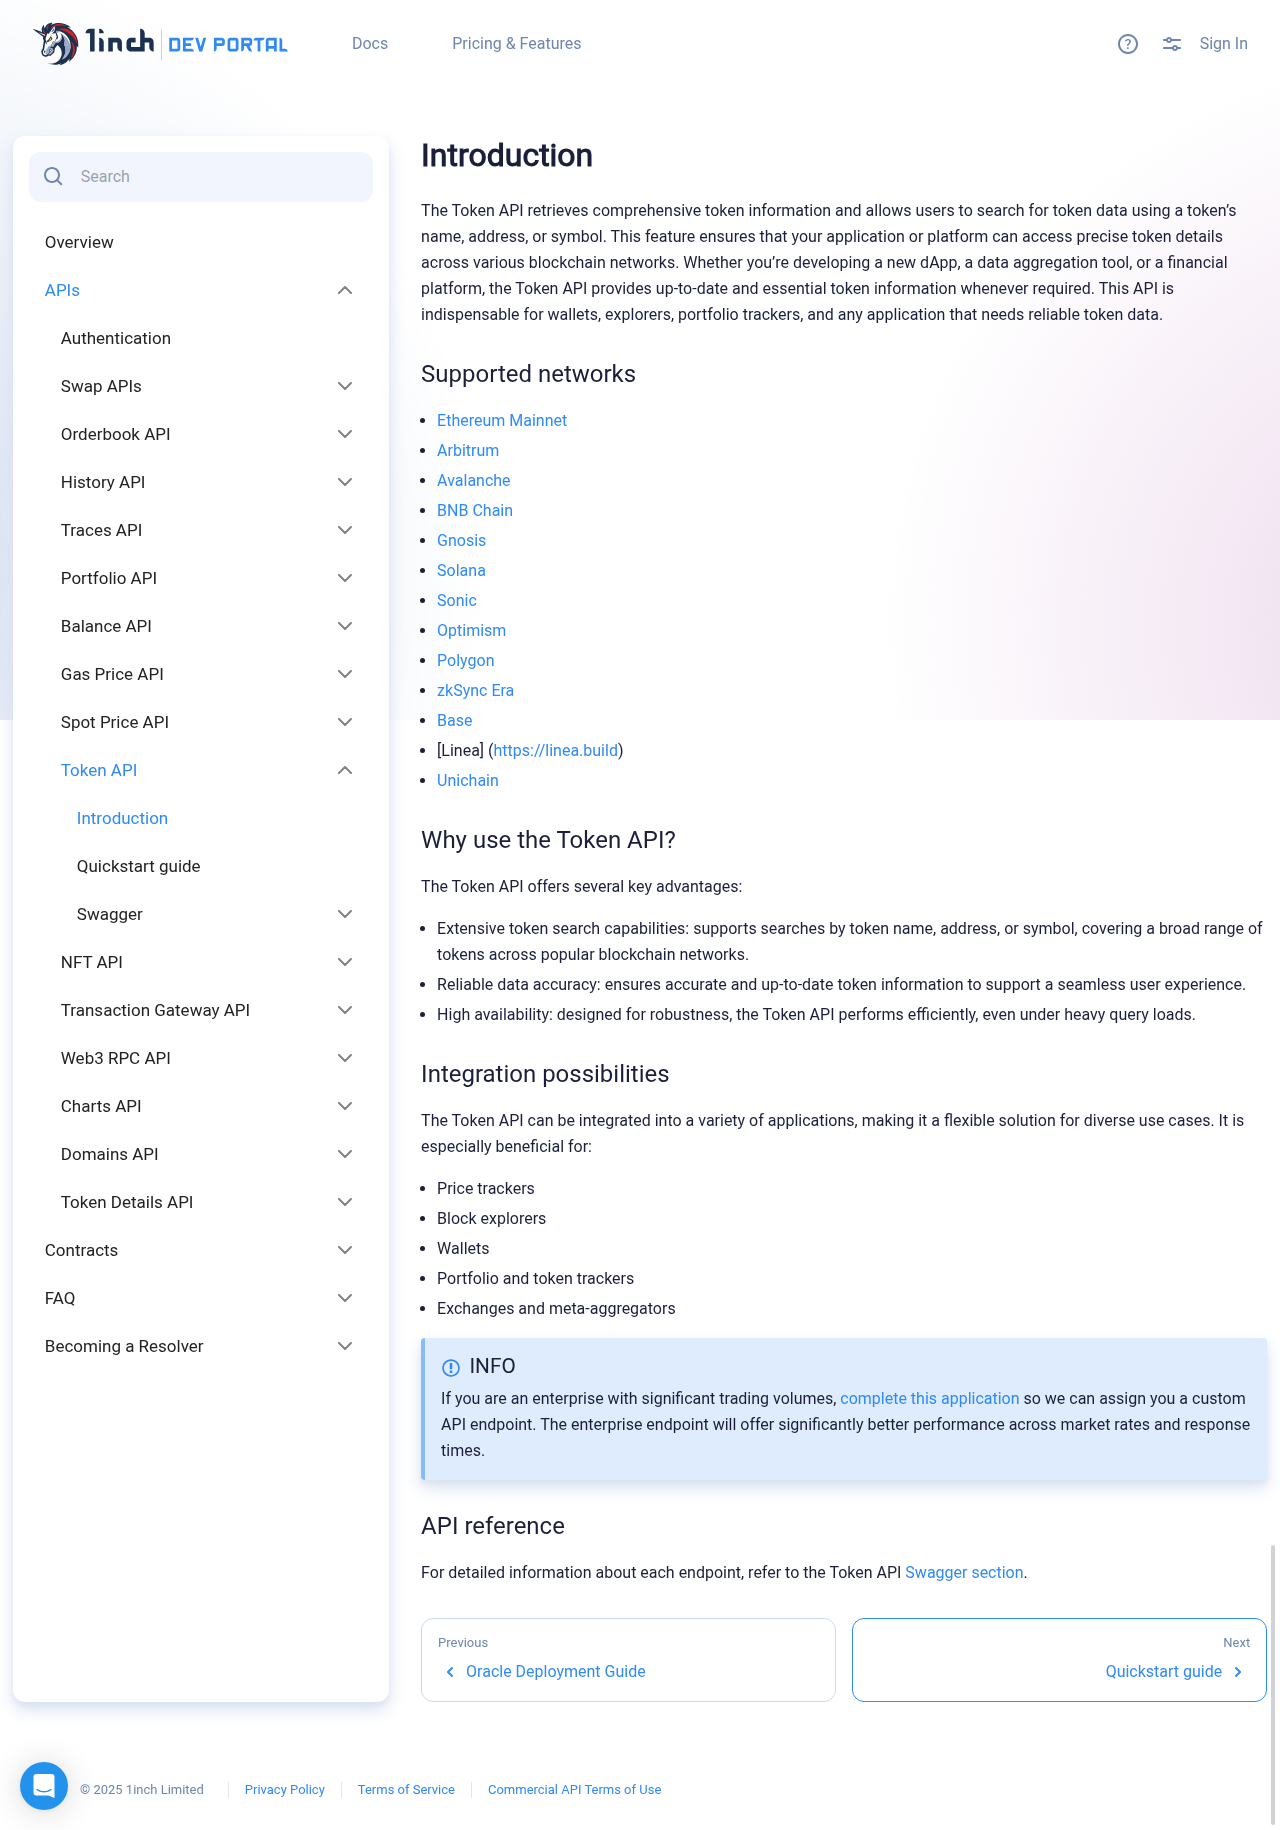 1inch DEV PORTAL
Docs
Pricing & Features
Sign In
Search
Overview
APIs
Authentication
Swap APIs
Orderbook API
History API
Traces API
Portfolio API
Balance API
Gas Price API
Spot Price API
Token API
Introduction
Quickstart guide
Swagger
NFT API
Transaction Gateway API
Web3 RPC API
Charts API
Domains API
Token Details API
Contracts
FAQ
Becoming a Resolver
Introduction
The Token API retrieves comprehensive token information and allows users to search for token data using a token’s
name, address, or symbol. This feature ensures that your application or platform can access precise token details
across various blockchain networks. Whether you’re developing a new dApp, a data aggregation tool, or a financial
platform, the Token API provides up-to-date and essential token information whenever required. This API is
indispensable for wallets, explorers, portfolio trackers, and any application that needs reliable token data.
Supported networks
• Ethereum Mainnet
• Arbitrum
• Avalanche
• BNB Chain
• Gnosis
• Solana
• Sonic
• Optimism
• Polygon
• zkSync Era
• Base
• [Linea] (https://linea.build)
• Unichain
Why use the Token API?
The Token API offers several key advantages:
• Extensive token search capabilities: supports searches by token name, address, or symbol, covering a broad range of
tokens across popular blockchain networks.
• Reliable data accuracy: ensures accurate and up-to-date token information to support a seamless user experience.
• High availability: designed for robustness, the Token API performs efficiently, even under heavy query loads.
Integration possibilities
The Token API can be integrated into a variety of applications, making it a flexible solution for diverse use cases. It is
especially beneficial for:
• Price trackers
• Block explorers
• Wallets
• Portfolio and token trackers
• Exchanges and meta-aggregators
INFO
If you are an enterprise with significant trading volumes, complete this application so we can assign you a custom
API endpoint. The enterprise endpoint will offer significantly better performance across market rates and response
times.
API reference
For detailed information about each endpoint, refer to the Token API Swagger section.
Previous
Oracle Deployment Guide
Next
Quickstart guide
© 2025 1inch Limited
Privacy Policy
Terms of Service
Commercial API Terms of Use